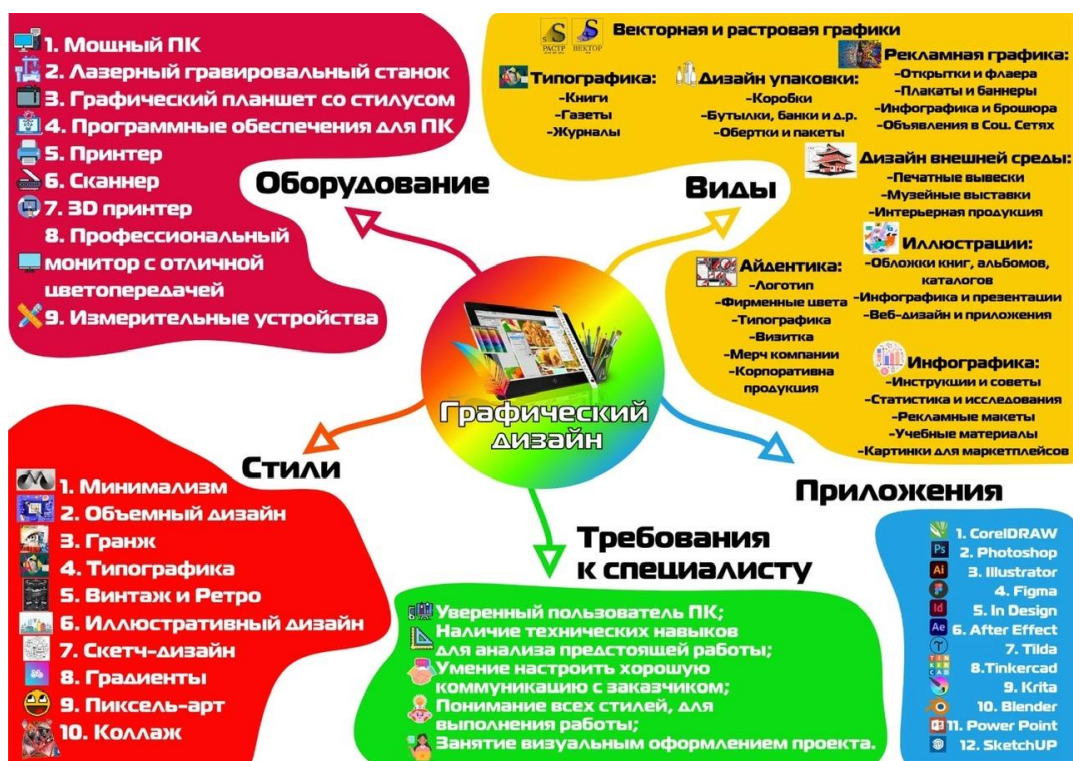 1. Мощный ПК
2. Лазерный гравировальный станок
3. Графический планшет со стилусом
4. Программные обеспечения для ПК
5. Принтер
6. Сканнер
7. 3D принтер
8. Профессиональный
монитор с отличной
цветопередачей
9. Измерительные устройства
Оборудование
S
S
РАСТР
ВЕКТОР
Векторная и растровая графики
Типографика:
-Книги
-Газеты
-Журналы
Дизайн упаковки:
-Коробки
-Бутылки, банки и д.р.
-Обертки и пакеты
Рекламная графика:
-Открытки и флаера
-Плакаты и баннеры
-Инфографика и брошюра
-Объявления в Соц. Сетях
Виды
Дизайн внешней среды:
-Печатные вывески
-Музейные выставки
-Интерьерная продукция
Айдентика:
-Логотип
-Фирменные цвета
-Типографика
-Визитка
-Мерч компании
-Корпоративна
продукция
Иллюстрации:
-Обложки книг, альбомов,
каталогов
-Инфографика и презентации
-Веб-дизайн и приложения
Инфографика:
-Инструкции и советы
-Статистика и исследования
-Рекламные макеты
-Учебные материалы
-Картинки для маркетплейсов
Графический
дизайн
Стили
1. Минимализм
2. Объемный дизайн
3. Гранж
4. Типографика
5. Винтаж и Ретро
6. Иллюстративный дизайн
7. Скетч-дизайн
8. Градиенты
9. Пиксель-арт
10. Коллаж
Требования
к специалисту
Уверенный пользователь ПК;
Наличие технических навыков
для анализа предстоящей работы;
Умение настроить хорошую
коммуникацию с заказчиком;
Понимание всех стилей, для
выполнения работы;
Занятие визуальным оформлением проекта.
Приложения
1. CorelDRAW
Ps 2. Photoshop
Ai 3. Illustrator
4. Figma
Id 5. In Design
Ae 6. After Effect
7. Tilda
TIN KER CAD 8.Tinkercad
9. Krita
10. Blender
11. Power Point
12. SketchUP